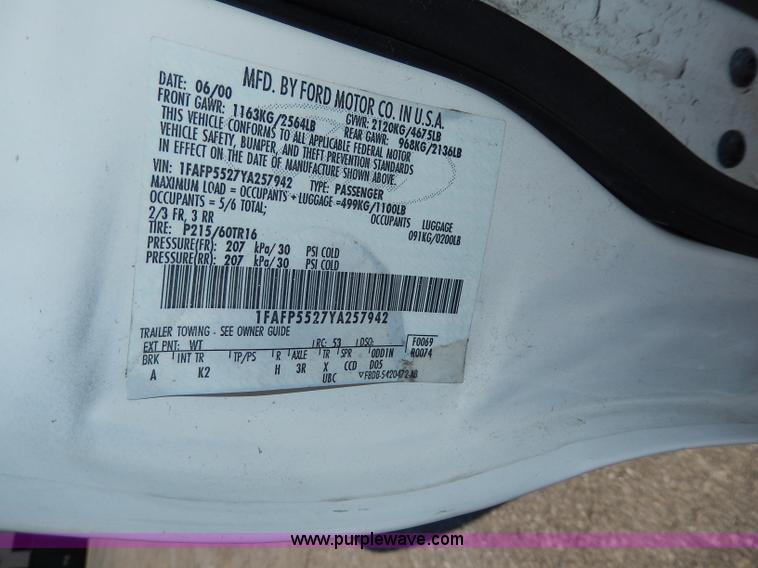 MFD. BY FORD MOTOR CO. IN U.S.A.
DATE: 06/00 GVWR: 2120KG/4675LB
FRONT GAWR: 1163KG/2564LB REAR GAWR: 968KG/2136LB
THIS VEHICLE CONFORMS TO ALL APPLICABLE FEDERAL MOTOR
VEHICLE SAFETY, BUMPER, AND THEFT PREVENTION STANDARDS
IN EFFECT ON THE DATE OF MANUFACTURE SHOWN ABOVE.
VIN: 1FAFP5527YA257942 TYPE: PASSENGER
MAXIMUM LOAD = OCCUPANTS + LUGGAGE =499KG/1100LB
OCCUPANTS = 5/6 TOTAL; OCCUPANTS LUGGAGE
2/3 FR, 3 RR 091KG/0200LB
TIRE: P215/60TR16
PRESSURE(FR) 207 kPa/30 PSI COLD
PRESSURE(RR) 207 kPa/30 PSI COLD
1FAFP5527YA257942
TRAILER TOWING - SEE OWNER GUIDE
EXT PNT: WT RC: 53 DSO: F0069
BRK INT TR TP/PS R AXLE TR SPR ODDIN R0074
A K2 H 3R X CCD D05
UBC ▽F8DB-5420472-AB
www.purplewave.com